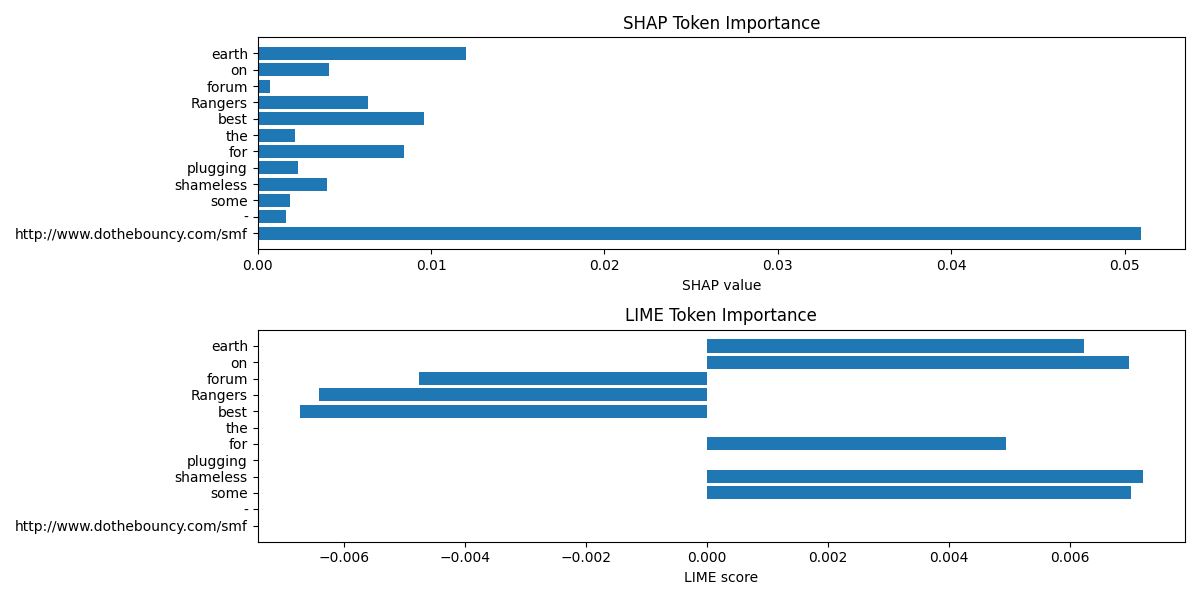 SHAP Token Importance
earth
on
forum
Rangers
best
the
for
plugging
shameless
some
-
http://www.dothebouncy.com/smf
0.00 0.01 0.02 0.03 0.04 0.05
SHAP value
LIME Token Importance
earth
on
forum
Rangers
best
the
for
plugging
shameless
some
-
http://www.dothebouncy.com/smf
−0.006 −0.004 −0.002 0.000 0.002 0.004 0.006
LIME score